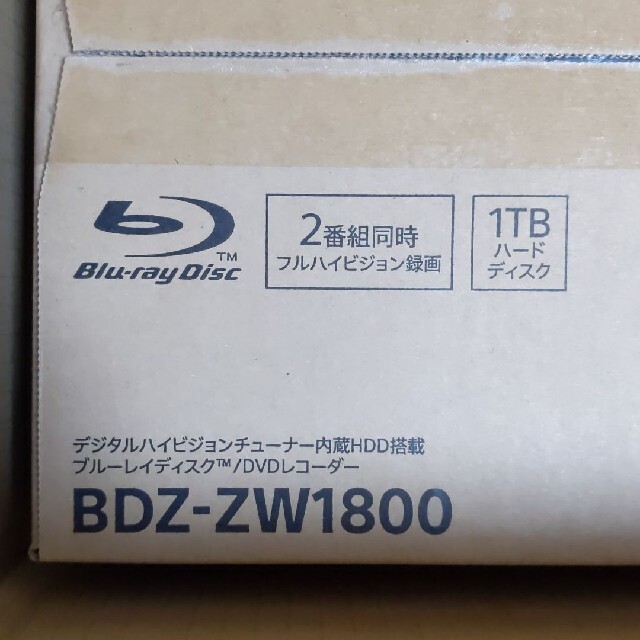 Blu-ray Disc™
2番組同時
フルハイビジョン録画
1TB
ハード
ディスク
デジタルハイビジョンチューナー内蔵HDD搭載
ブルーレイディスク™/DVDレコーダー
BDZ-ZW1800